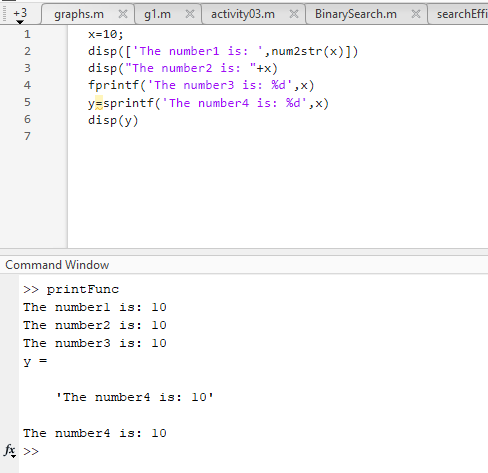 +3 graphs.m × g1.m × activity03.m × BinarySearch.m × searchEffi
1 x=10;
2 disp(['The number1 is: ',num2str(x)])
3 disp("The number2 is: "+x)
4 fprintf('The number3 is: %d',x)
5 y=sprintf('The number4 is: %d',x)
6 disp(y)
7
Command Window
>> printFunc
The number1 is: 10
The number2 is: 10
The number3 is: 10
y =
'The number4 is: 10'
The number4 is: 10
fx >>